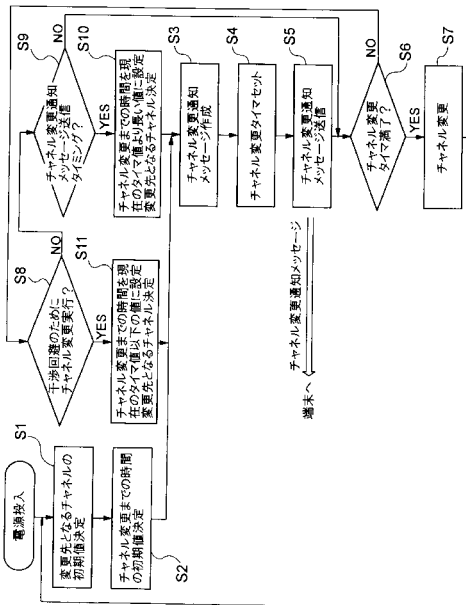 電源投入
S1
変更先となるチャネルの
初期値決定
チャネル変更までの時間
の初期値決定
S2
S8
干渉回避のために
チャネル変更実行?
NO
YES
S11
チャネル変更までの時間を現
在のタイマ値以下の値に設定
変更先となるチャネル決定
S9
チャネル変更通知
メッセージ送信
タイミング?
NO
YES
S10
チャネル変更までの時間を現
在のタイマ値より長い値に設定
変更先となるチャネル決定
S3
チャネル変更通知
メッセージ作成
S4
チャネル変更タイマセット
S5
チャネル変更通知
メッセージ送信
チャネル変更通知メッセージ
端末へ
S6
チャネル変更
タイマ満了?
NO
YES
S7
チャネル変更